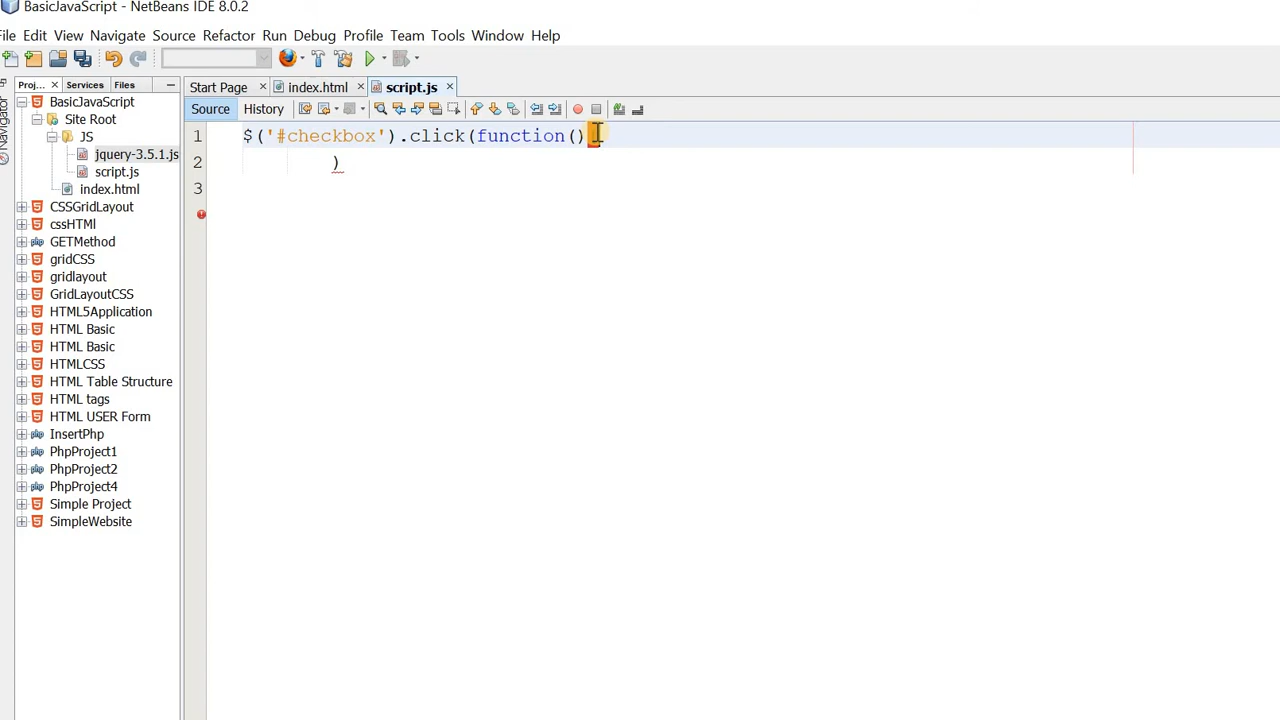 BasicJavaScript - NetBeans IDE 8.0.2
File Edit View Navigate Source Refactor Run Debug Profile Team Tools Window Help
Proj... Services Files
Start Page index.html script.js
Navigator
Source History
BasicJavaScript
Site Root
JS
jquery-3.5.1.js
script.js
index.html
CSSGridLayout
cssHTMl
GETMethod
gridCSS
gridlayout
GridLayoutCSS
HTML5Application
HTML Basic
HTML Basic
HTMLCSS
HTML Table Structure
HTML tags
HTML USER Form
InsertPhp
PhpProject1
PhpProject2
PhpProject4
Simple Project
SimpleWebsite
1 $('#checkbox').click(function()
2 )
3